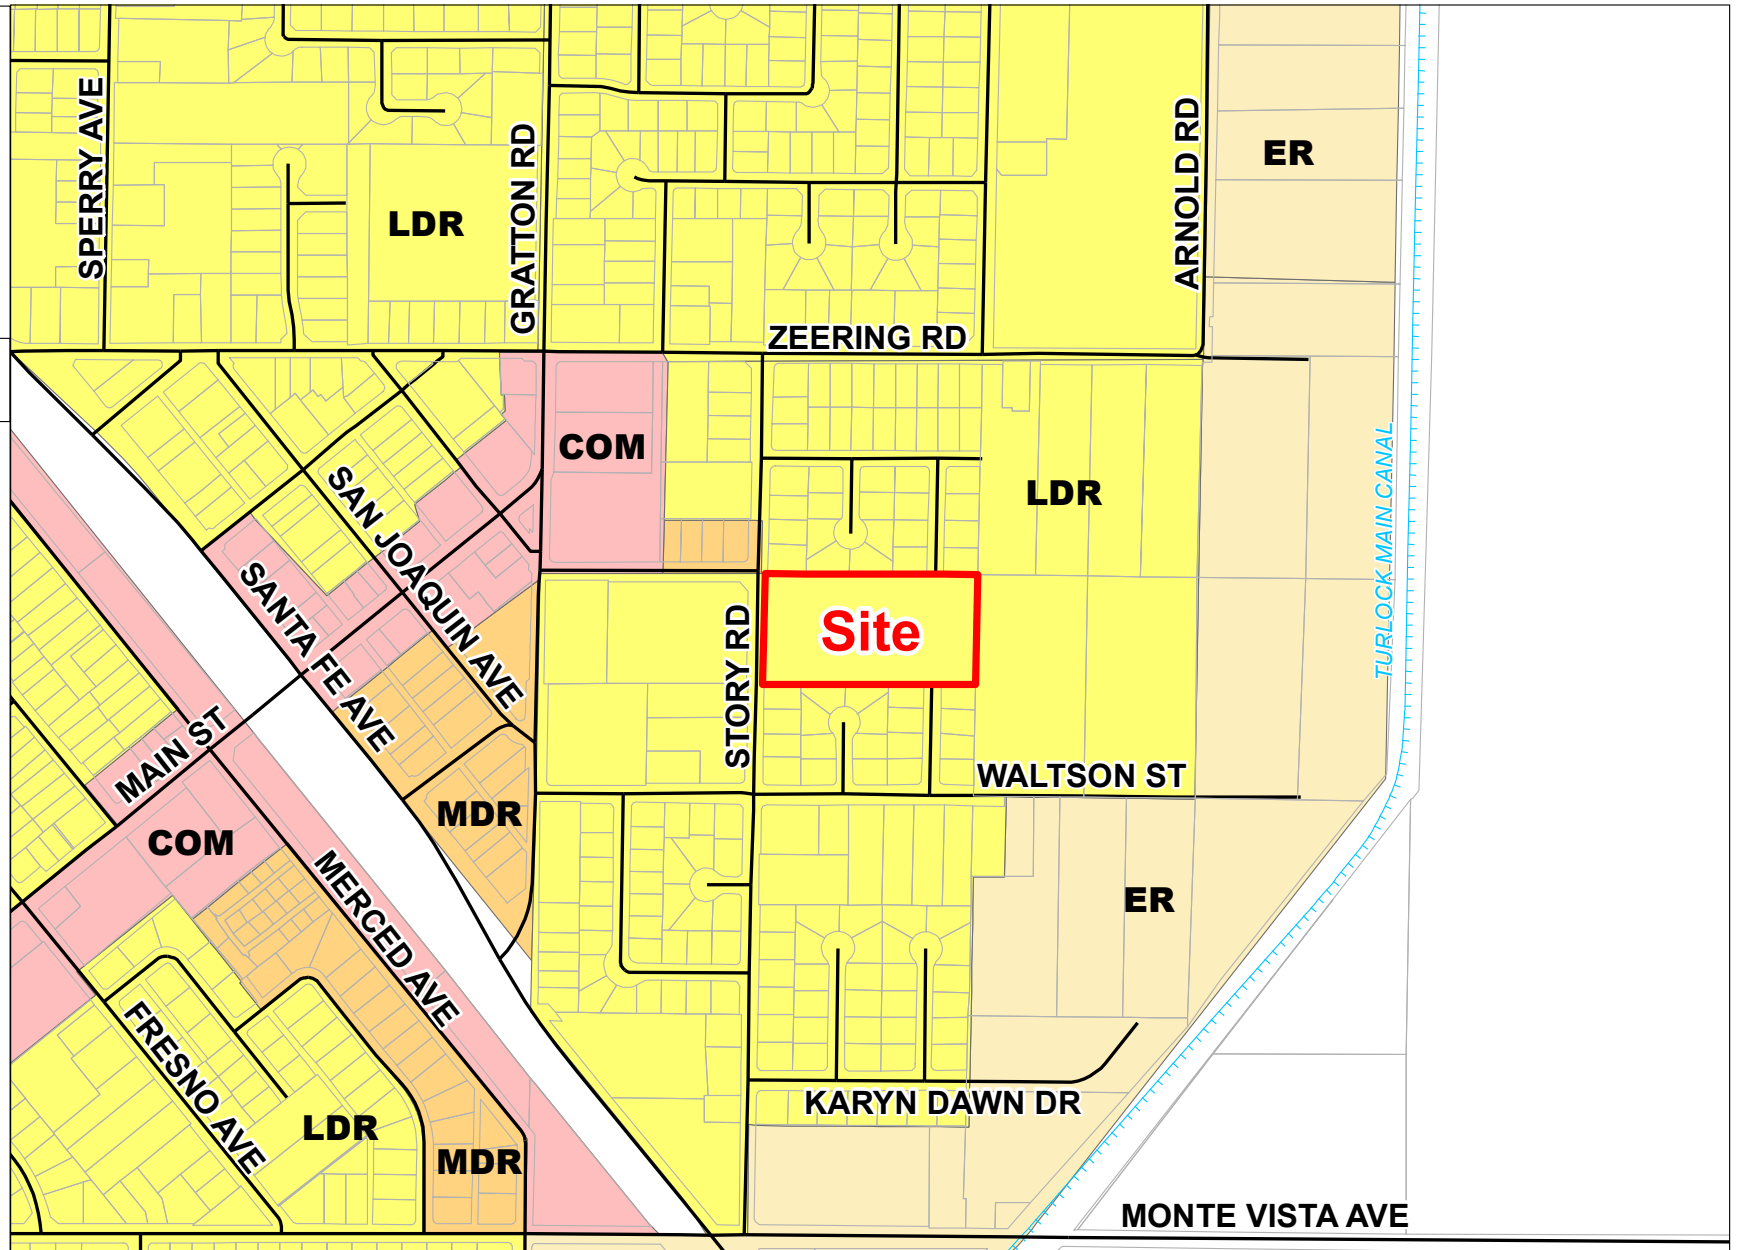 SPERRY AVE
LDR
GRATTON RD
ARNOLD RD
ER
ZEERING RD
COM
SAN JOAQUIN AVE
LDR
TURLOCK MAIN CANAL
SANTA FE AVE
STORY RD
Site
MAIN ST
WALTSON ST
COM
MDR
MERCED AVE
ER
FRESNO AVE
LDR
MDR
KARYN DAWN DR
MONTE VISTA AVE